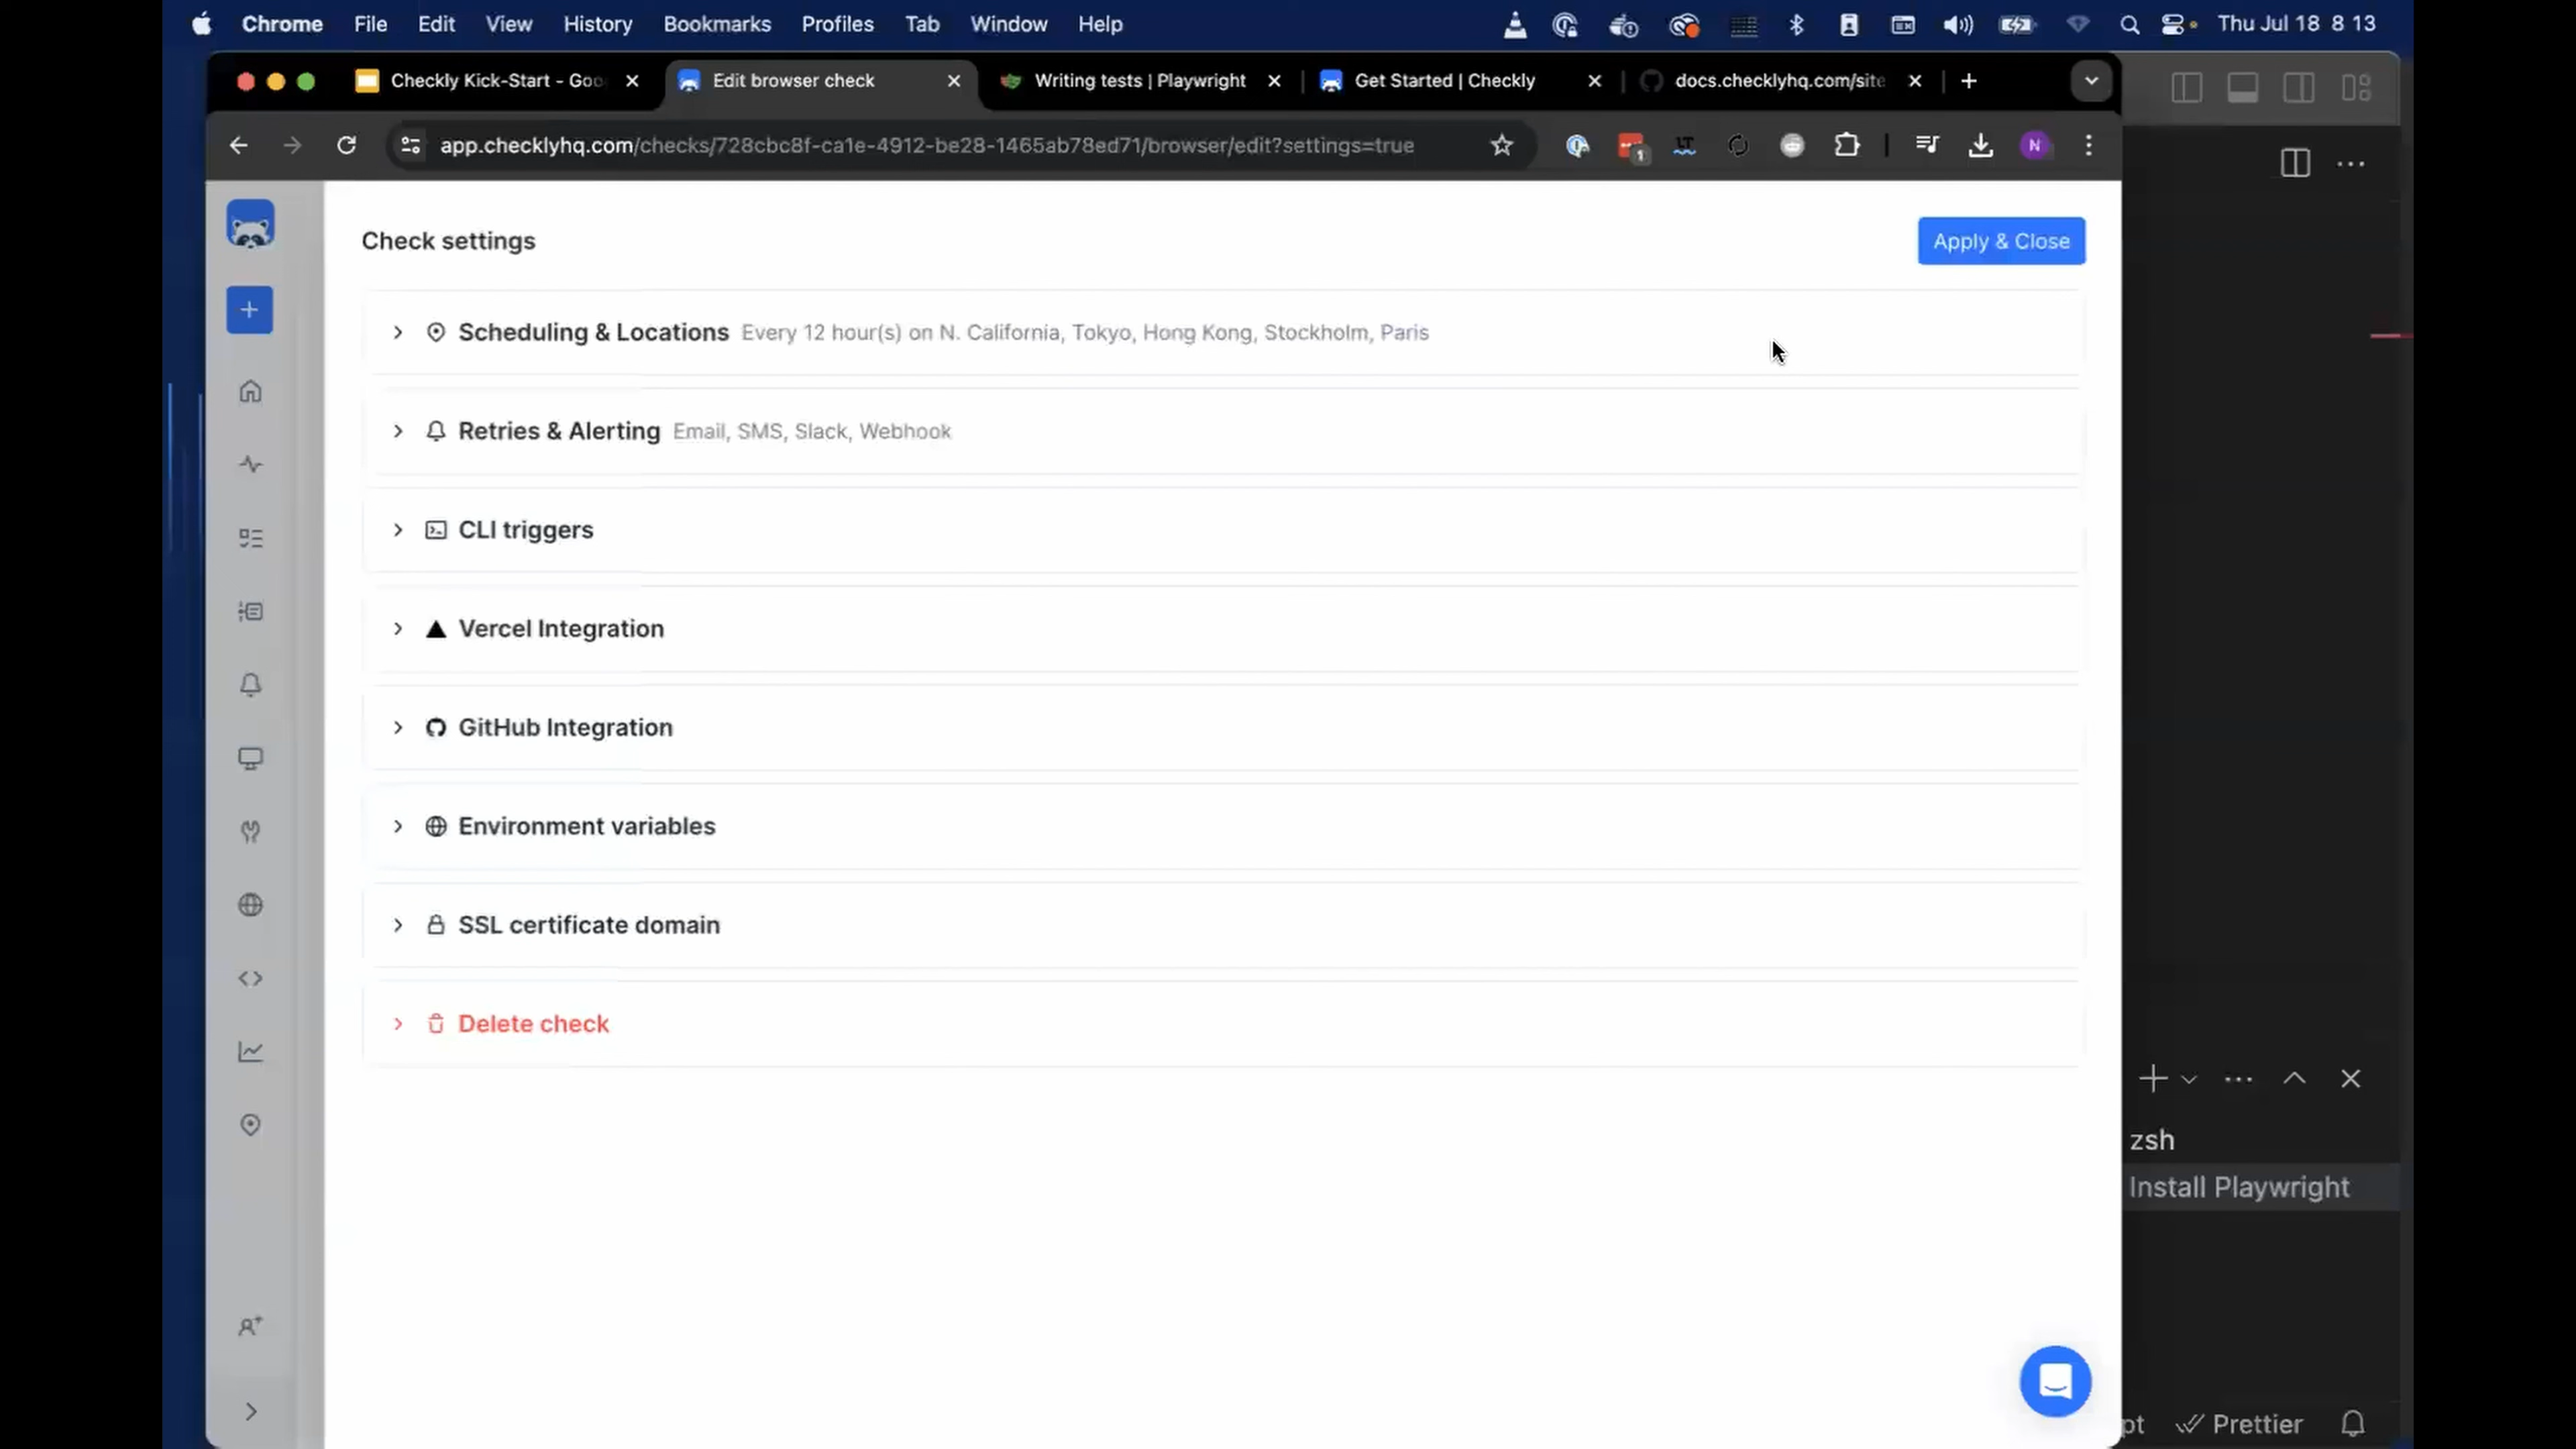 Chrome File Edit View History Bookmarks Profiles Tab Window Help Thu Jul 18 8 13
Checkly Kick-Start - Goo
Edit browser check
Writing tests | Playwright
Get Started | Checkly
docs.checklyhq.com/site
app.checklyhq.com/checks/728cbc8f-ca1e-4912-be28-1465ab78ed71/browser/edit?settings=true
1
LT
N
Check settings
Apply & Close
Scheduling & Locations Every 12 hour(s) on N. California, Tokyo, Hong Kong, Stockholm, Paris
Retries & Alerting Email, SMS, Slack, Webhook
CLI triggers
Vercel Integration
GitHub Integration
Environment variables
SSL certificate domain
Delete check
zsh
Install Playwright
pt Prettier